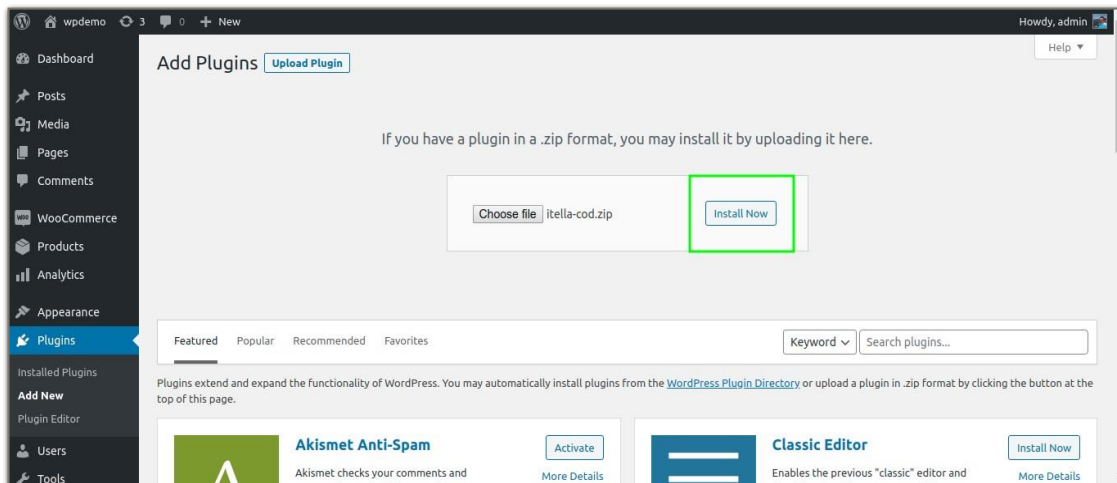 wpdemo 3 0 + New
Howdy, admin
Help ▼
Dashboard
Posts
Media
Pages
Comments
WooCommerce
Products
Analytics
Appearance
Plugins
Installed Plugins
Add New
Plugin Editor
Users
Tools
Add Plugins Upload Plugin
If you have a plugin in a .zip format, you may install it by uploading it here.
Choose file itella-cod.zip Install Now
Featured Popular Recommended Favorites Keyword Search plugins...
Plugins extend and expand the functionality of WordPress. You may automatically install plugins from the WordPress Plugin Directory or upload a plugin in .zip format by clicking the button at the
top of this page.
Akismet Anti-Spam Activate
Akismet checks your comments and More Details
Classic Editor Install Now
Enables the previous "classic" editor and More Details